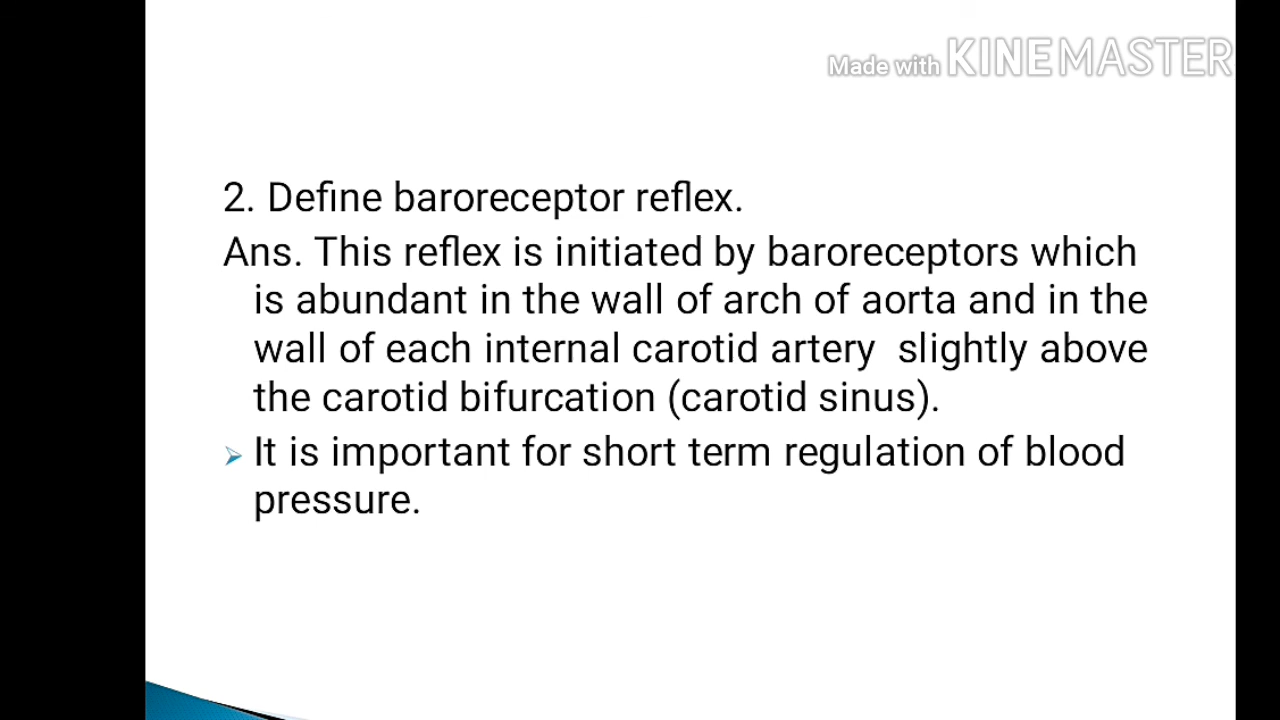 Made with KINEMASTER
2. Define baroreceptor reflex.
Ans. This reflex is initiated by baroreceptors which
is abundant in the wall of arch of aorta and in the
wall of each internal carotid artery  slightly above
the carotid bifurcation (carotid sinus).
It is important for short term regulation of blood
pressure.